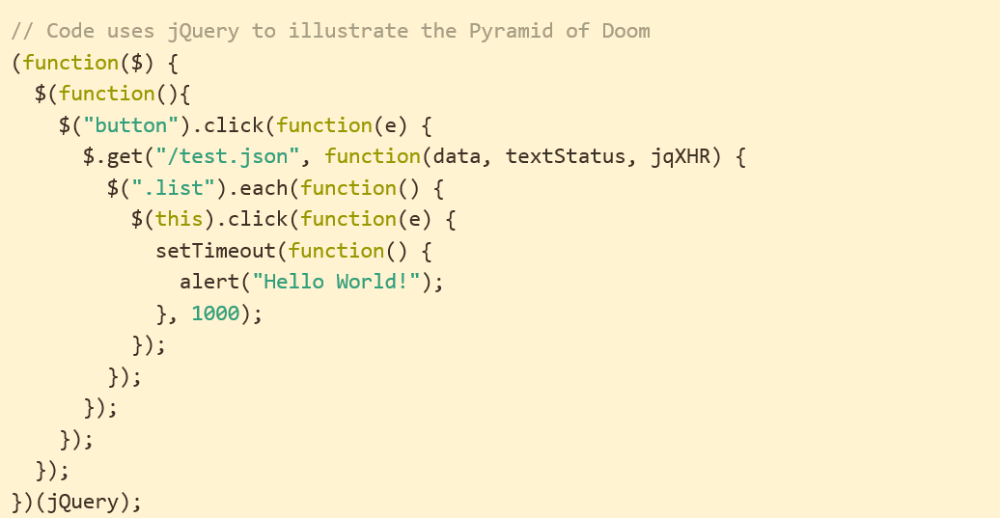 // Code uses jQuery to illustrate the Pyramid of Doom
(function($) {
  $(function(){
    $("button").click(function(e) {
      $.get("/test.json", function(data, textStatus, jqXHR) {
        $(".list").each(function() {
          $(this).click(function(e) {
            setTimeout(function() {
              alert("Hello World!");
            }, 1000);
          });
        });
      });
    });
  });
})(jQuery);